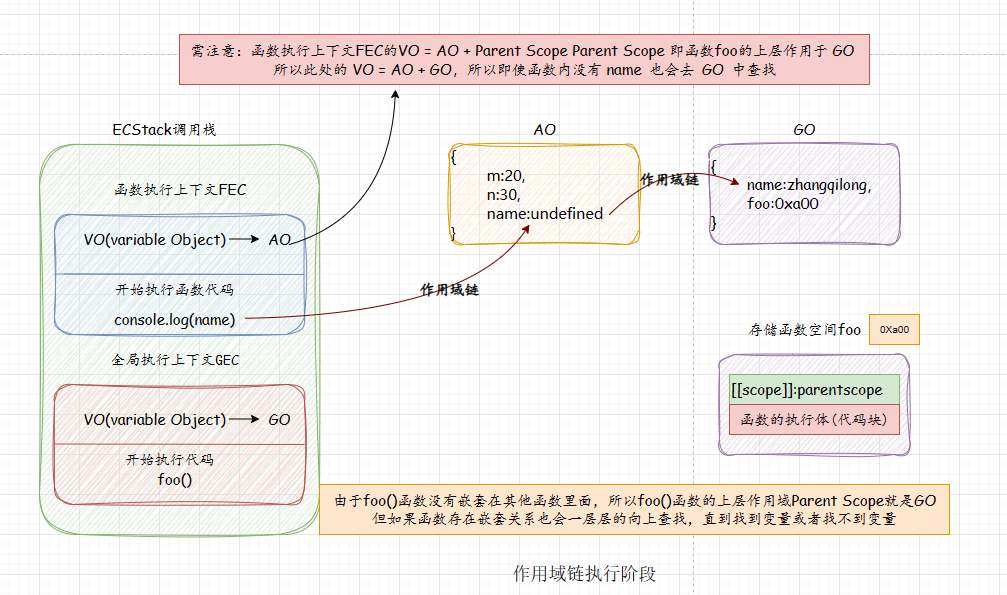 需注意：函数执行上下文FEC的VO = AO + Parent Scope Parent Scope 即函数foo的上层作用于 GO
所以此处的 VO = AO + GO，所以即使函数内没有 name 也会去 GO 中查找
ECStack调用栈
函数执行上下文FEC
VO(variable Object)
AO
开始执行函数代码
console.log(name)
全局执行上下文GEC
VO(variable Object)
GO
开始执行代码
foo()
AO
{
m:20,
n:30,
name:undefined
}
作用域链
作用域链
GO
{
name:zhangqilong,
foo:0xa00
}
存储函数空间foo
0Xa00
[[scope]]:parentscope
函数的执行体(代码块)
由于foo()函数没有嵌套在其他函数里面，所以foo()函数的上层作用域Parent Scope就是GO
但如果函数存在嵌套关系也会一层层的向上查找，直到找到变量或者找不到变量
作用域链执行阶段